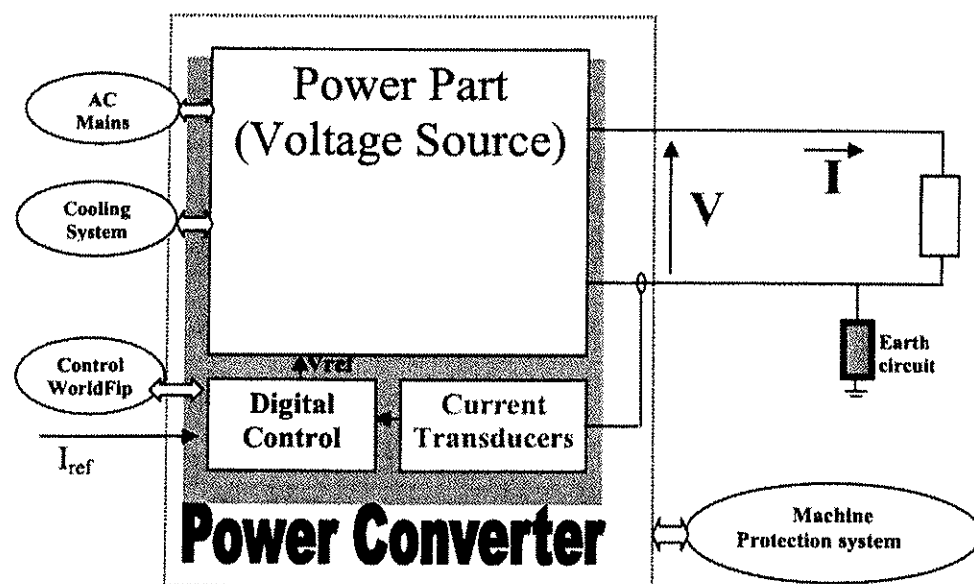 Power Part
(Voltage Source)
AC
Mains
Cooling
System
Control
WorldFip
I_ref
Vref
Digital
Control
Current
Transducers
V
I
Earth
circuit
Power Converter
Machine
Protection system